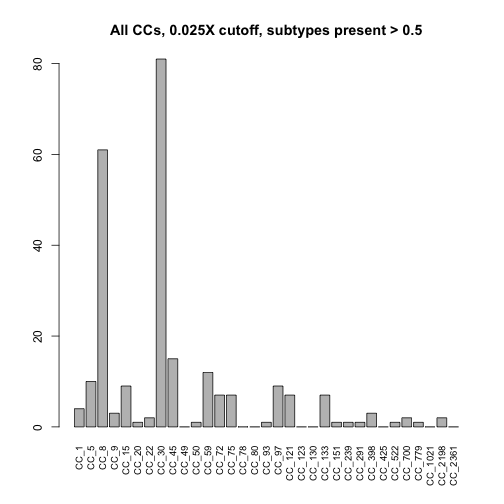 All CCs, 0.025X cutoff, subtypes present > 0.5
80
60
40
20
0
CC_1
CC_5
CC_8
CC_9
CC_15
CC_20
CC_22
CC_30
CC_45
CC_49
CC_50
CC_59
CC_72
CC_75
CC_78
CC_80
CC_93
CC_97
CC_121
CC_123
CC_130
CC_133
CC_151
CC_239
CC_291
CC_398
CC_425
CC_522
CC_700
CC_779
CC_1021
CC_2198
CC_2361